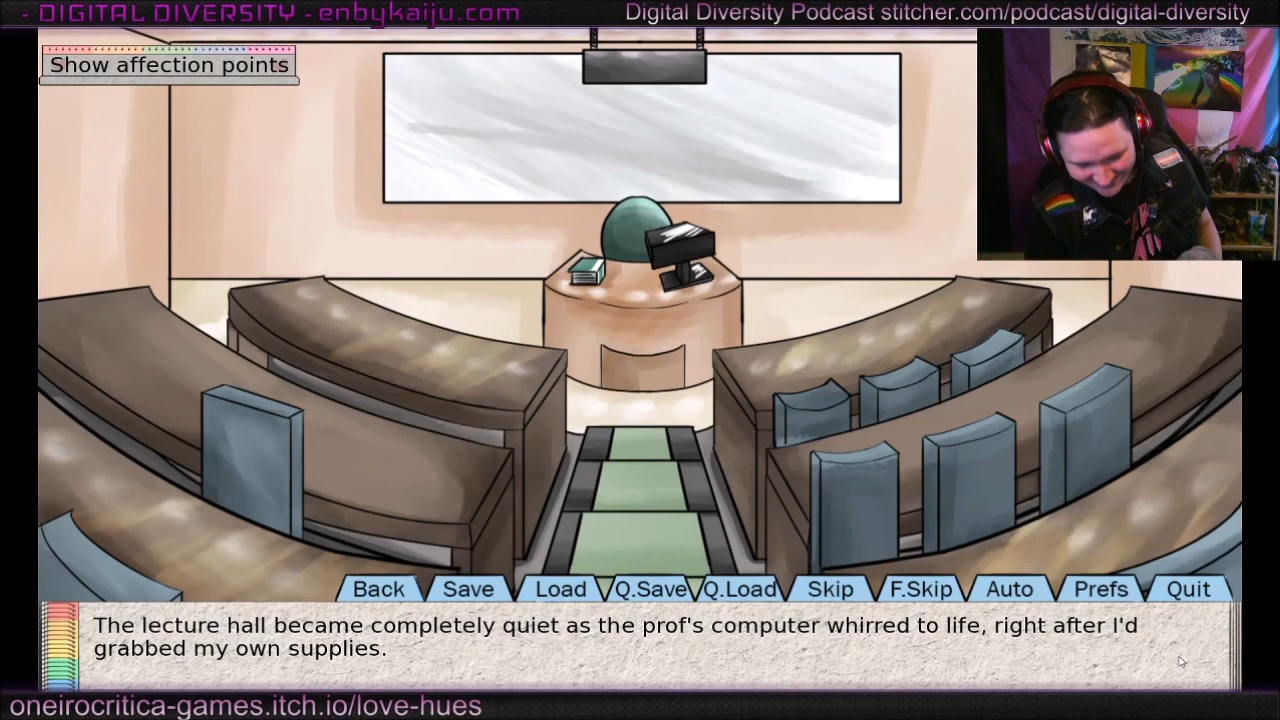 - DIGITAL DIVERSITY - enbykaiju.com
Digital Diversity Podcast stitcher.com/podcast/digital-diversity
Show affection points
Back Save Load Q.Save Q.Load Skip F.Skip Auto Prefs Quit
The lecture hall became completely quiet as the prof's computer whirred to life, right after I'd
grabbed my own supplies.
oneirocritica-games.itch.io/love-hues